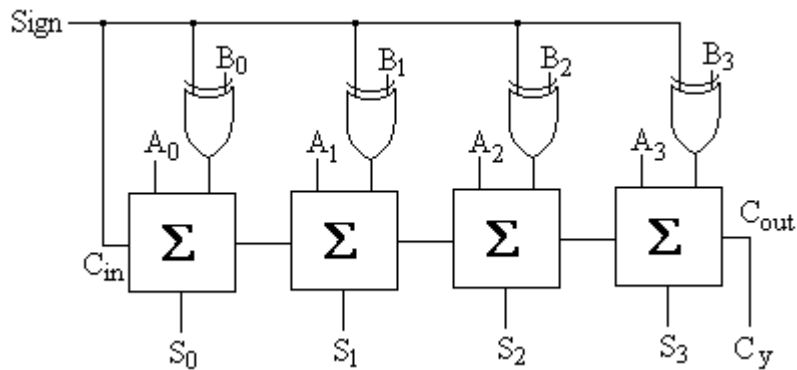 Sign
B0 B1 B2 B3
A0 A1 A2 A3
Cout
Σ Σ Σ Σ
Cin
S0 S1 S2 S3 Cy